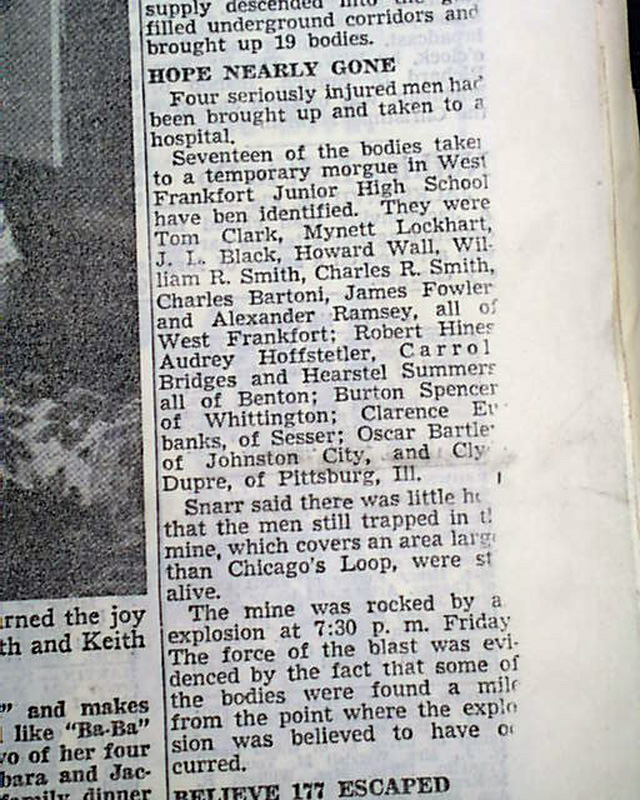 supply descended into the
filled underground corridors and
brought up 19 bodies.
HOPE NEARLY GONE
Four seriously injured men had
been brought up and taken to a
hospital.
Seventeen of the bodies taken
to a temporary morgue in West
Frankfort Junior High School
have ben identified. They were
Tom Clark, Mynett Lockhart,
J. L. Black, Howard Wall, Wil-
liam R. Smith, Charles R. Smith,
Charles Bartoni, James Fowler
and Alexander Ramsey, all of
West Frankfort; Robert Hines
Audrey Hoffstetler, Carrol
Bridges and Hearstel Summers
all of Benton; Burton Spencer
of Whittington; Clarence
banks, of Sesser; Oscar
of Johnston City, and
Dupre, of Pittsburg, Ill.
Snarr said there was little
that the men still trapped in
mine, which covers an area
than Chicago's Loop, were
alive.
The mine was rocked by a
explosion at 7:30 p. m. Friday
The force of the blast was evi-
denced by the fact that some of
the bodies were found a mile
from the point where the explo
sion was believed to have
curred.
BELIEVE 177 ESCAPED
the joy
and Keith
" and makes
like "Ba-Ba"
of her four
and Jac-
family dinner